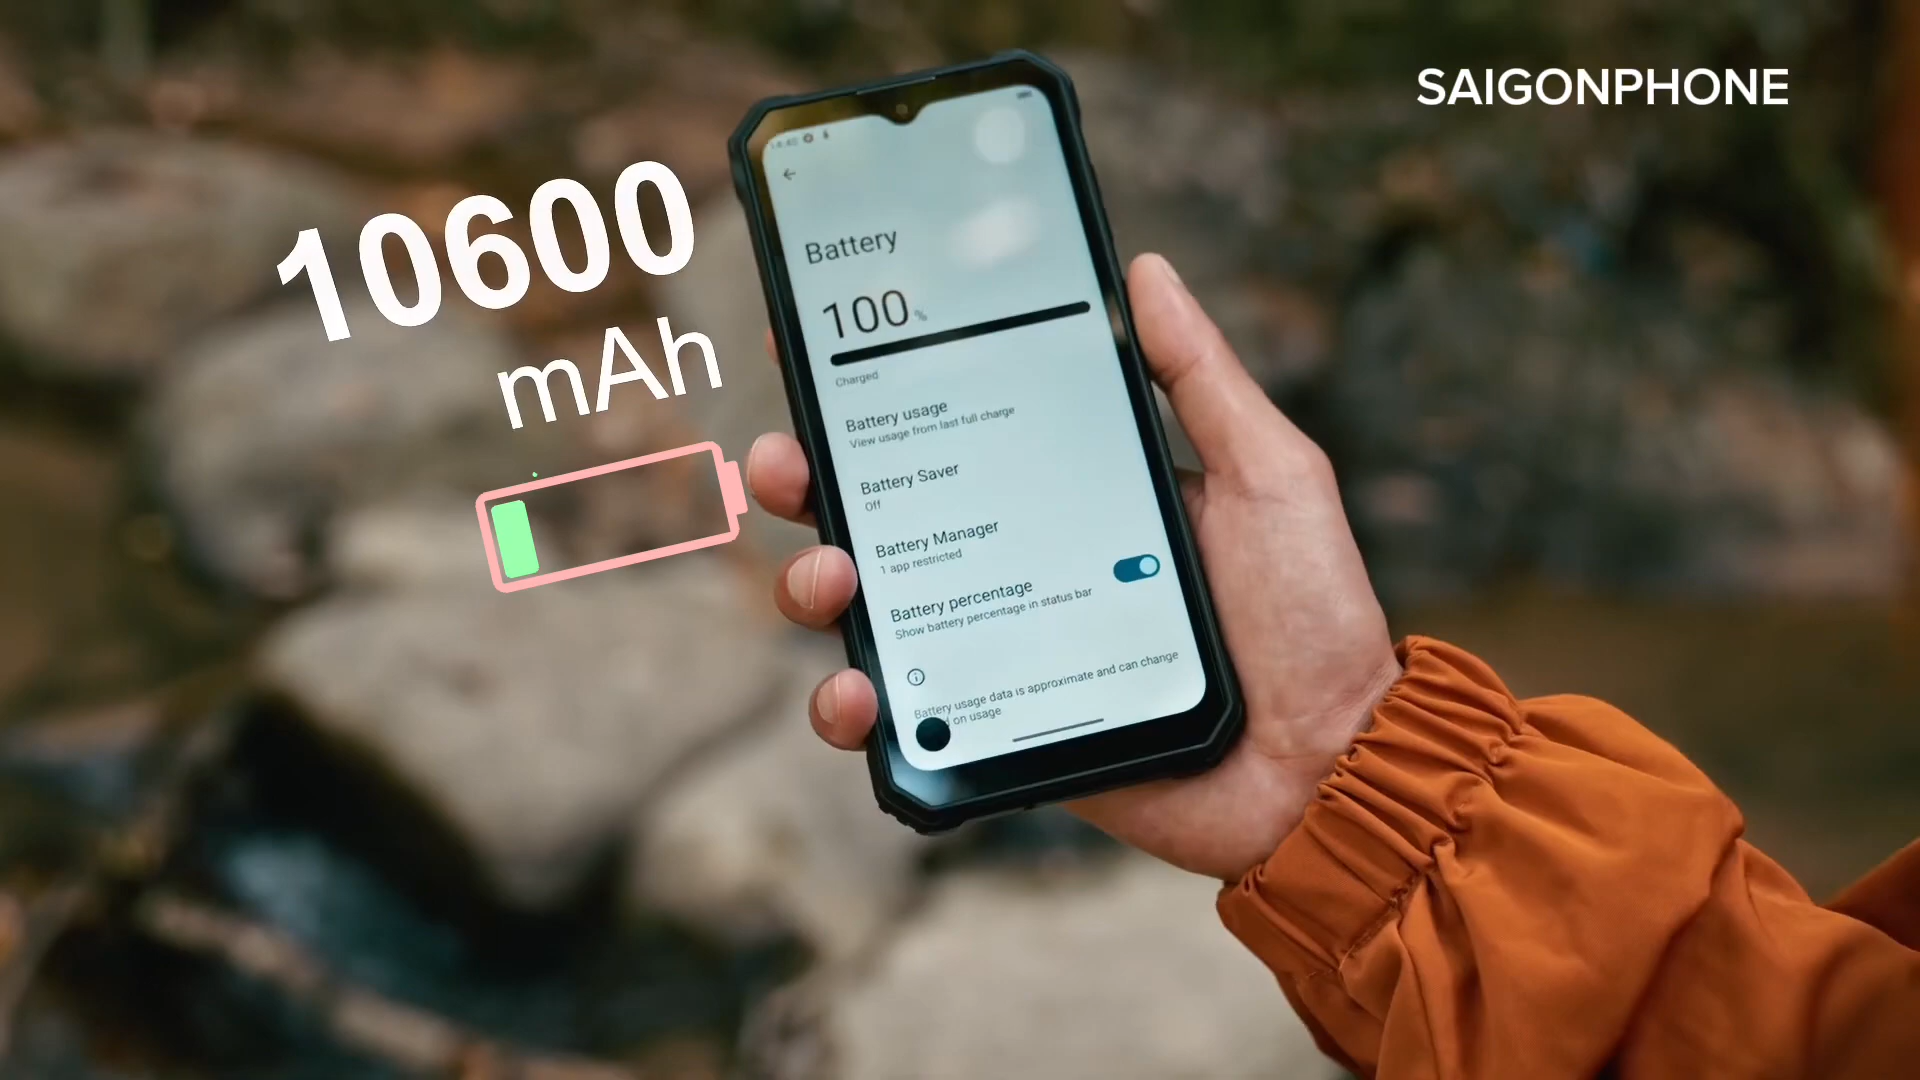 SAIGONPHONE
10600
mAh
Battery
100 %
Charged
Battery usage
View usage from last full charge
Battery Saver
Off
Battery Manager
1 app restricted
Battery percentage
Show battery percentage in status bar
Battery usage data is approximate and can change
on usage